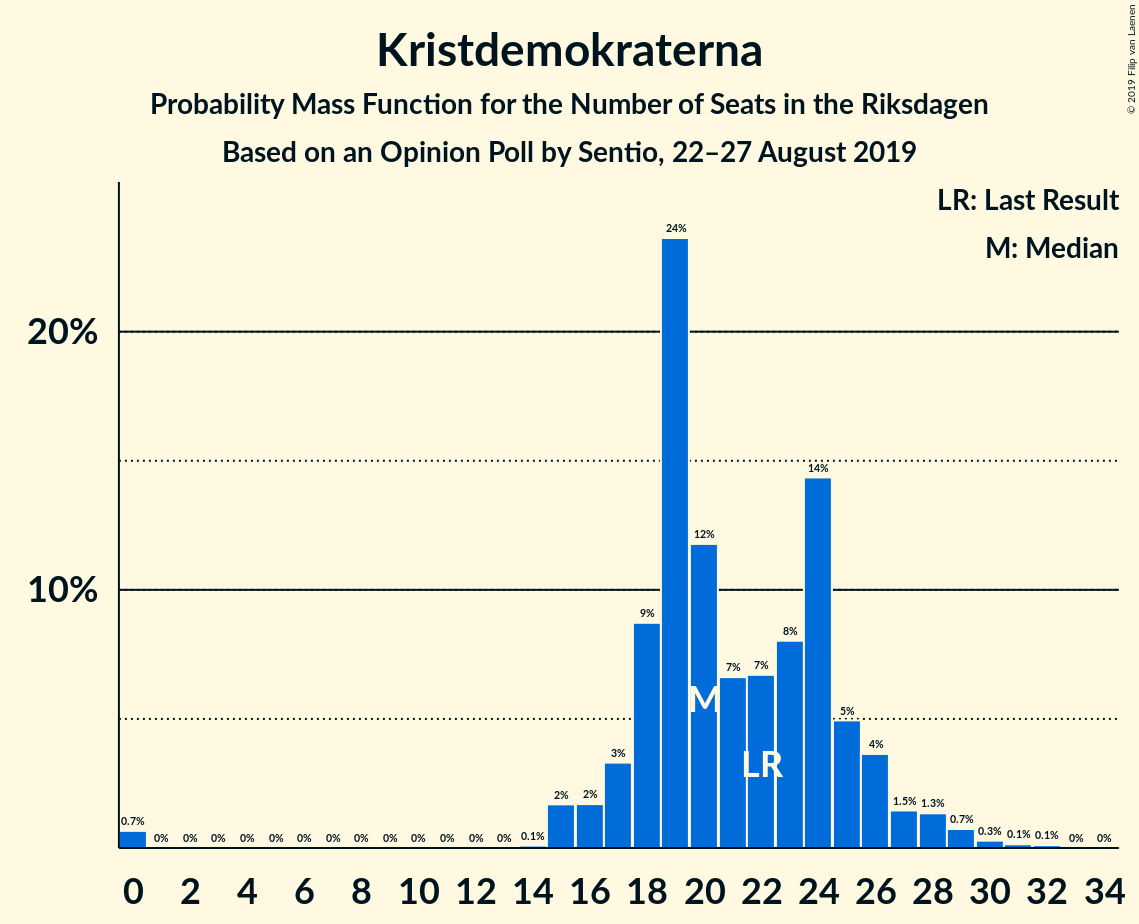 Kristdemokraterna
Probability Mass Function for the Number of Seats in the Riksdagen
Based on an Opinion Poll by Sentio, 22–27 August 2019
© 2019 Filip van Laenen
LR: Last Result
M: Median
20%
10%
0.7% 0% 0% 0% 0% 0% 0% 0% 0% 0% 0% 0% 0% 0% 0.1% 2% 2% 3% 9% 24% 12% 7% 7% 8% 14% 5% 4% 1.5% 1.3% 0.7% 0.3% 0.1% 0.1% 0% 0%
M
LR
0 2 4 6 8 10 12 14 16 18 20 22 24 26 28 30 32 34